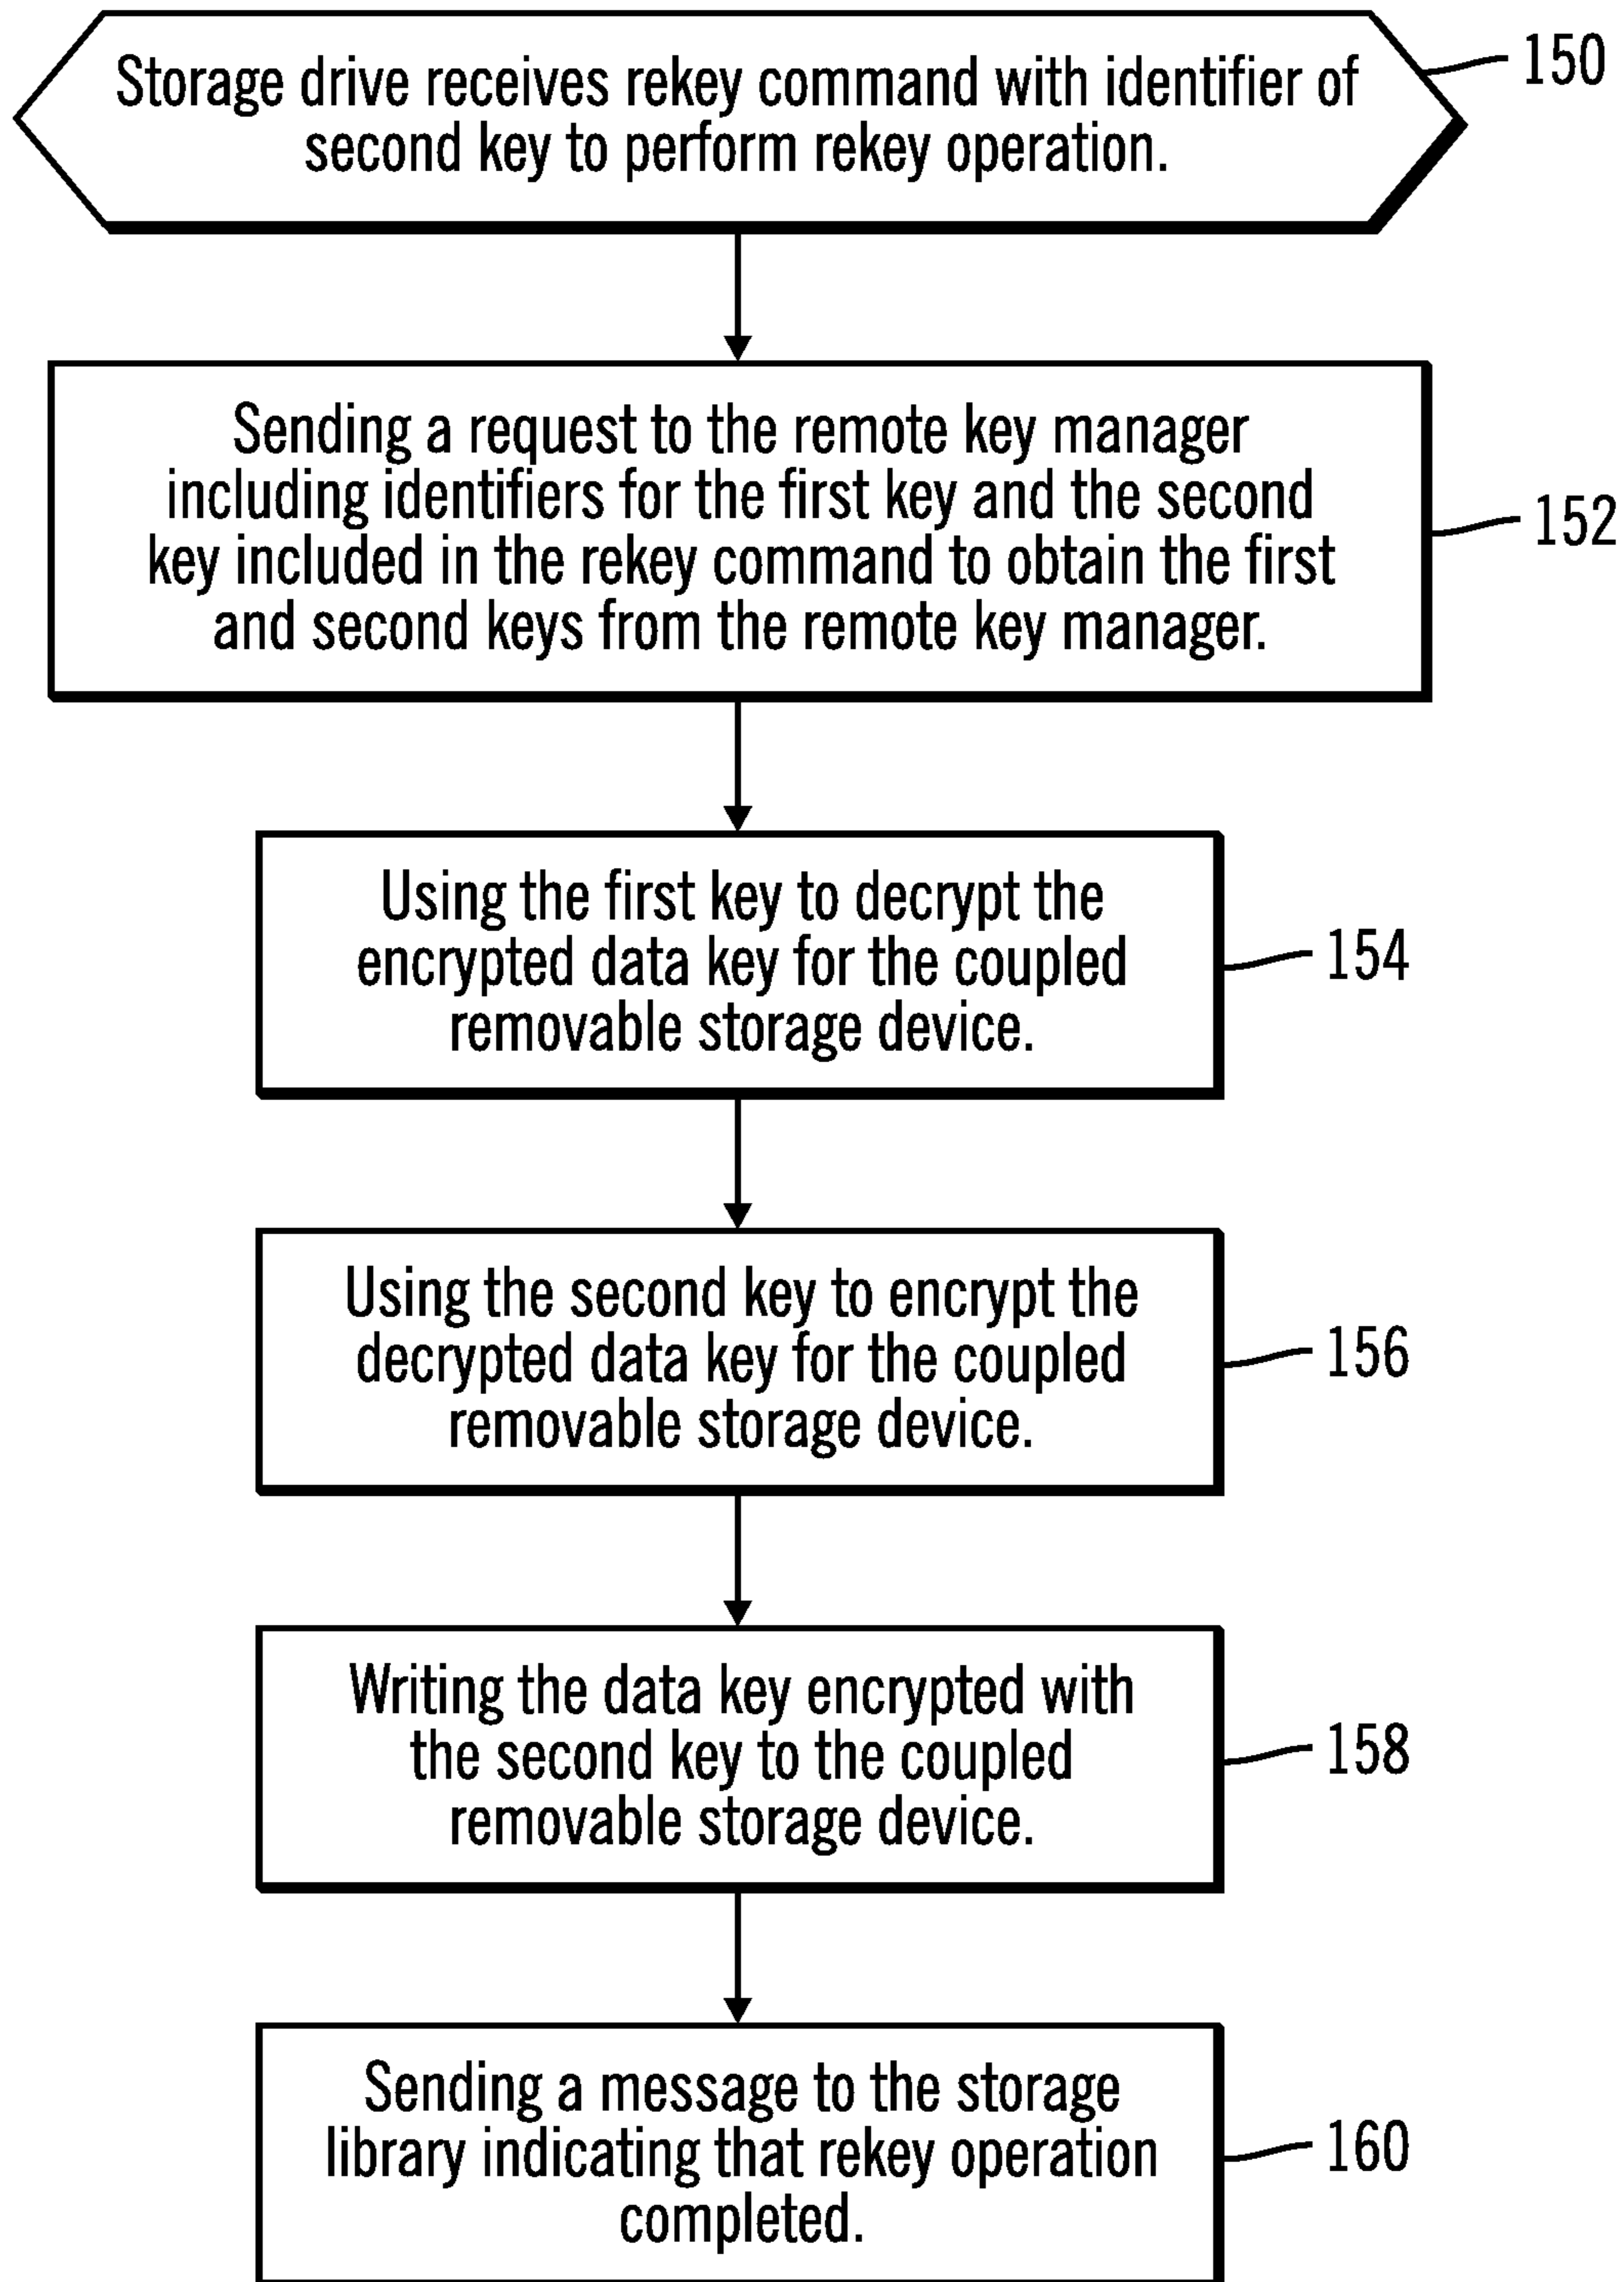 Storage drive receives rekey command with identifier of
second key to perform rekey operation.
150
Sending a request to the remote key manager
including identifiers for the first key and the second
key included in the rekey command to obtain the first
and second keys from the remote key manager.
152
Using the first key to decrypt the
encrypted data key for the coupled
removable storage device.
154
Using the second key to encrypt the
decrypted data key for the coupled
removable storage device.
156
Writing the data key encrypted with
the second key to the coupled
removable storage device.
158
Sending a message to the storage
library indicating that rekey operation
completed.
160